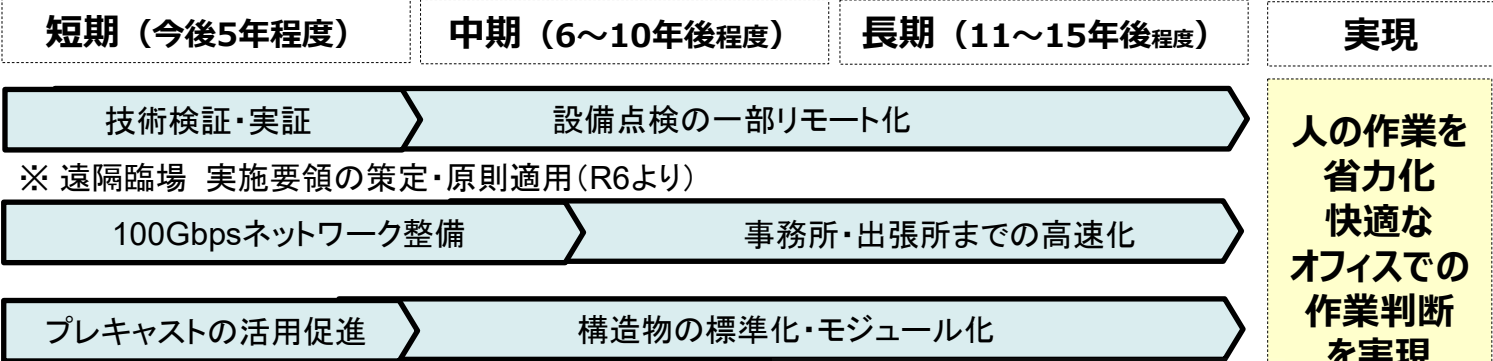 短期（今後5年程度）
中期（6～10年後程度）
長期（11～15年後程度）
実現
技術検証・実証
設備点検の一部リモート化
※ 遠隔臨場 実施要領の策定・原則適用（R6より）
100Gbpsネットワーク整備
事務所・出張所までの高速化
プレキャストの活用促進
構造物の標準化・モジュール化
人の作業を
省力化
快適な
オフィスでの
作業判断
を実現